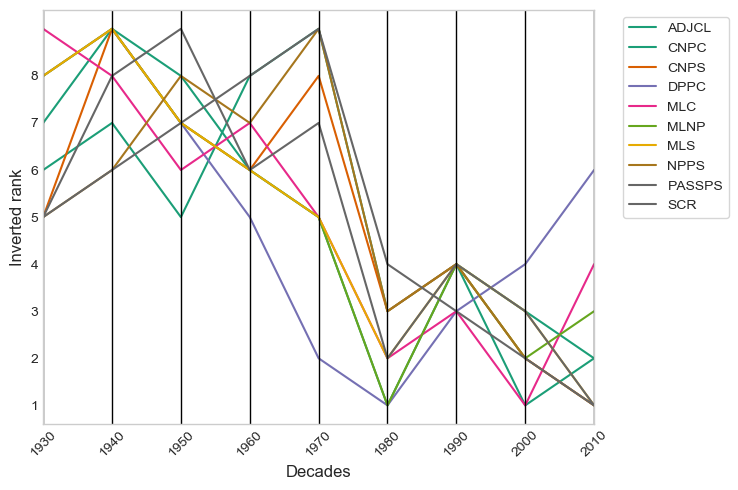 ADJCL
CNPC
CNPS
DPPC
MLC
MLNP
MLS
NPPS
PASSPS
SCR
Inverted rank
8
7
6
5
4
3
2
1
1930
1940
1950
1960
1970
1980
1990
2000
2010
Decades